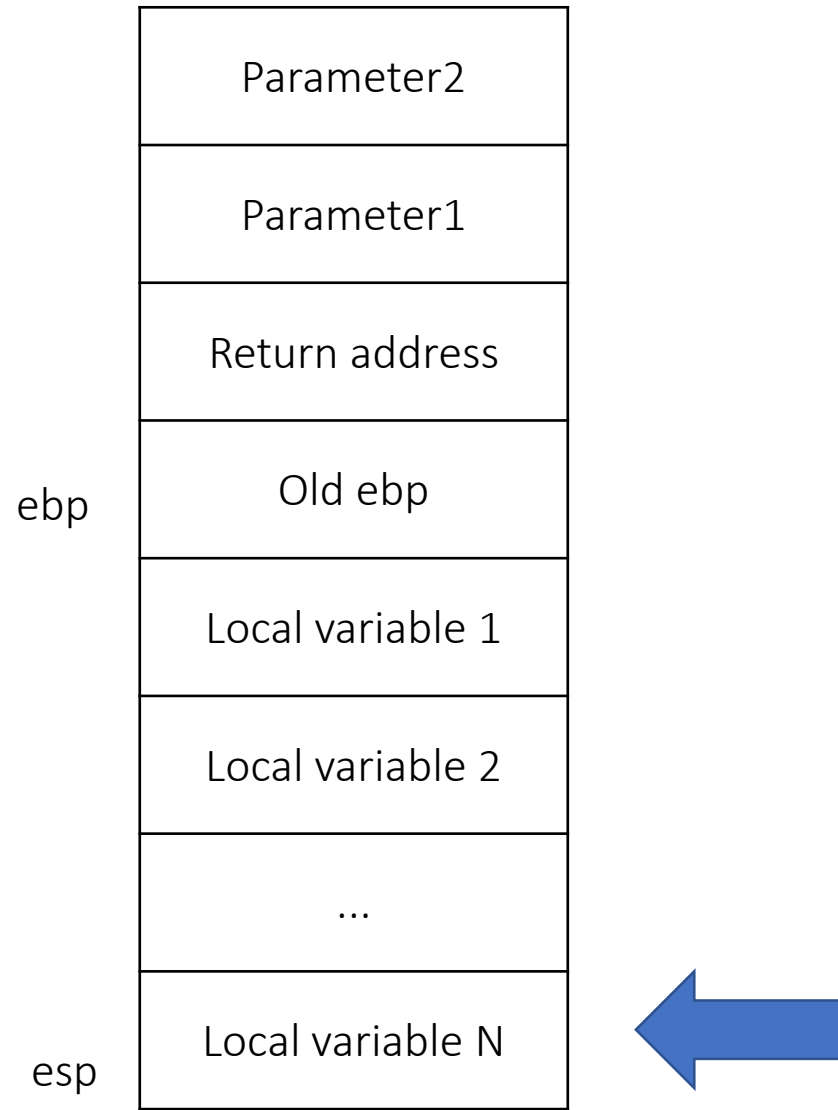 Parameter2
Parameter1
Return address
ebp
Old ebp
Local variable 1
Local variable 2
...
Local variable N
esp